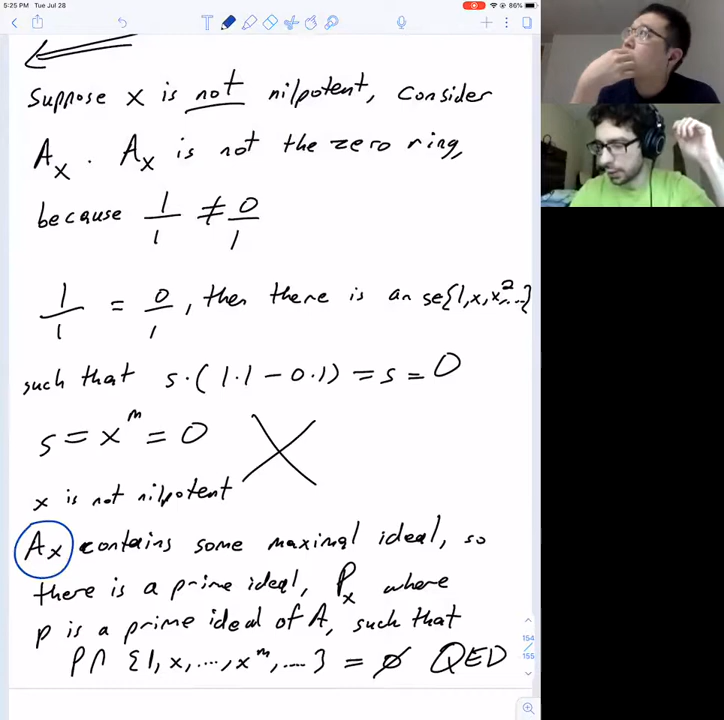 5:25 PM Tue Jul 28
86%
Suppose x is not nilpotent, consider
Aₓ. Aₓ is not the zero ring,
because 1/1 ≠ 0/1
1/1 = 0/1, then there is an s∈{1,x,x²,...}
such that s·(1·1 − 0·1) = s = 0
s = xᵐ = 0
x is not nilpotent
Aₓ contains some maximal ideal, so
there is a prime ideal, Pₓ where
p is a prime ideal of A, such that
P∩ {1, x, ..., xᵐ, ....} = ∅ QED
154
155